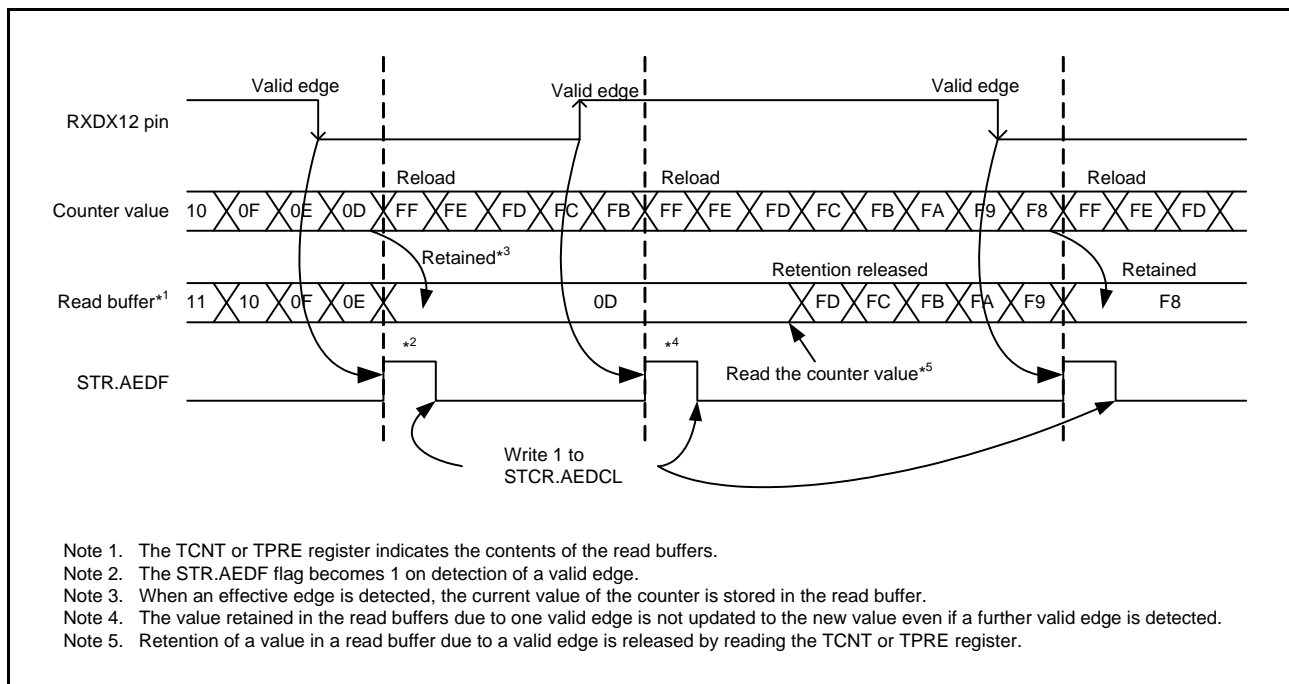 Valid edge Valid edge Valid edge
RXDX12 pin
Reload Reload Reload
Counter value 10 0F 0E 0D FF FE FD FC FB FF FE FD FC FB FA F9 F8 FF FE FD
Retained*3 Retention released Retained
Read buffer*1 11 10 0F 0E 0D FD FC FB FA F9 F8
*2 *4
STR.AEDF Read the counter value*5
Write 1 to
STCR.AEDCL
Note 1. The TCNT or TPRE register indicates the contents of the read buffers.
Note 2. The STR.AEDF flag becomes 1 on detection of a valid edge.
Note 3. When an effective edge is detected, the current value of the counter is stored in the read buffer.
Note 4. The value retained in the read buffers due to one valid edge is not updated to the new value even if a further valid edge is detected.
Note 5. Retention of a value in a read buffer due to a valid edge is released by reading the TCNT or TPRE register.